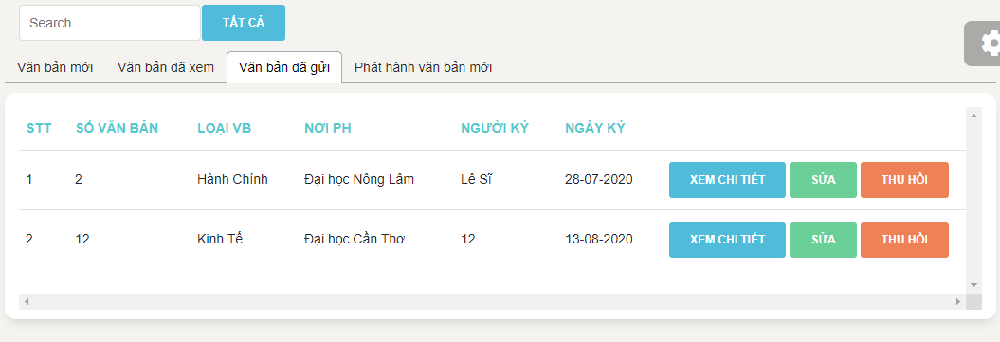 Search... TẤT CẢ
Văn bản mới Văn bản đã xem Văn bản đã gửi Phát hành văn bản mới
STT SỐ VĂN BẢN LOẠI VB NƠI PH NGƯỜI KÝ NGÀY KÝ
1 2 Hành Chính Đại học Nông Lâm Lê Sĩ 28-07-2020 XEM CHI TIẾT SỬA THU HỒI
2 12 Kinh Tế Đại học Cần Thơ 12 13-08-2020 XEM CHI TIẾT SỬA THU HỒI